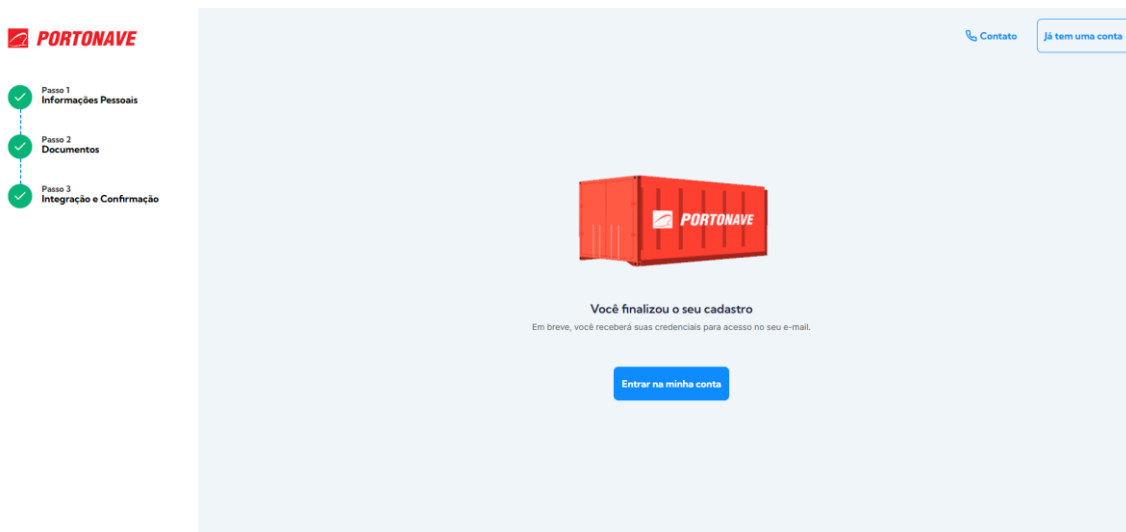 PORTONAVE
Passo 1
Informações Pessoais
Passo 2
Documentos
Passo 3
Integração e Confirmação
Contato
Já tem uma conta
PORTONAVE
Você finalizou o seu cadastro
Em breve, você receberá suas credenciais para acesso no seu e-mail.
Entrar na minha conta